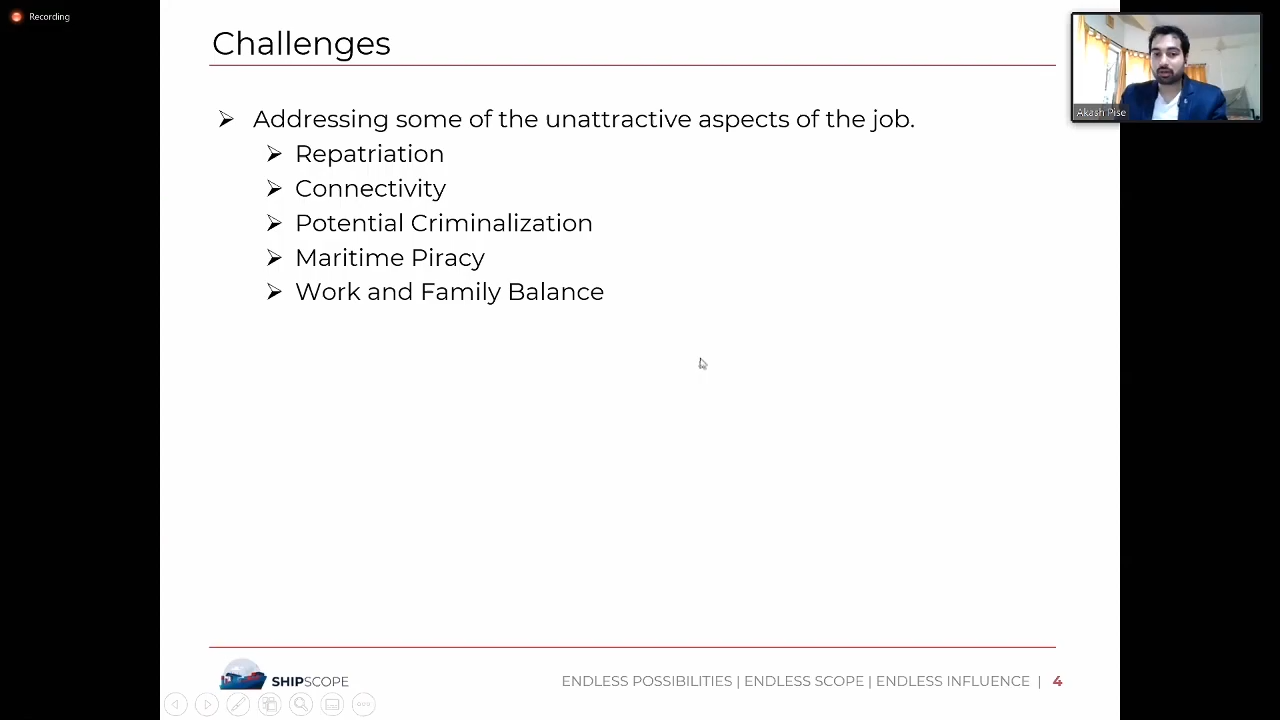 Recording
Challenges
Akash Pise
➢ Addressing some of the unattractive aspects of the job.
➢ Repatriation
➢ Connectivity
➢ Potential Criminalization
➢ Maritime Piracy
➢ Work and Family Balance
SHIPSCOPE
ENDLESS POSSIBILITIES | ENDLESS SCOPE | ENDLESS INFLUENCE | 4